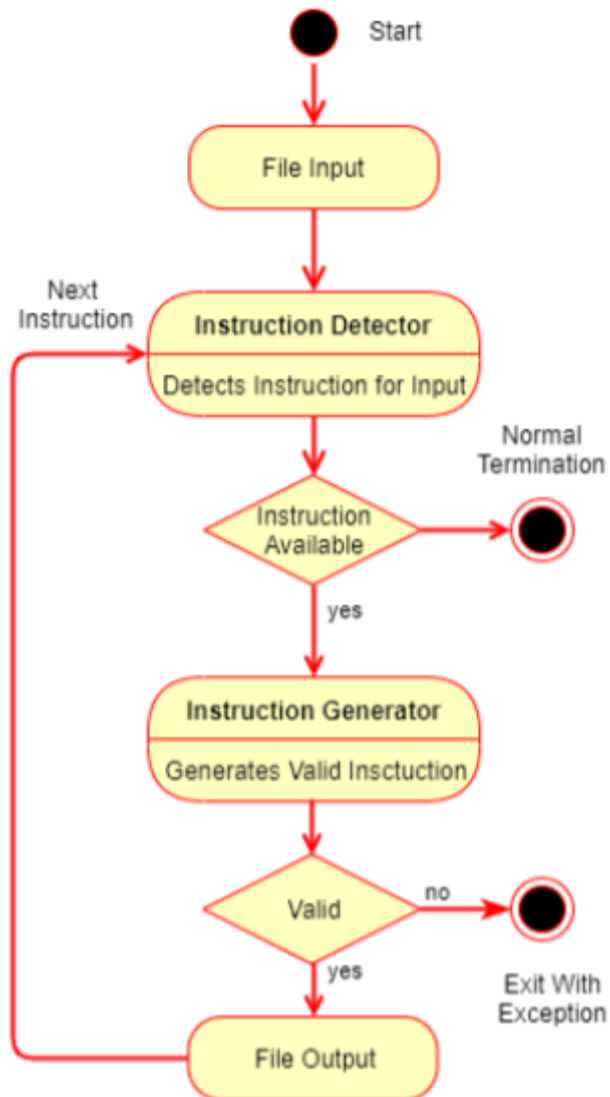 Start
File Input
Next
Instruction
Instruction Detector
Detects Instruction for Input
Normal
Termination
Instruction
Available
yes
Instruction Generator
Generates Valid Insctuction
Valid
no
yes
Exit With
Exception
File Output